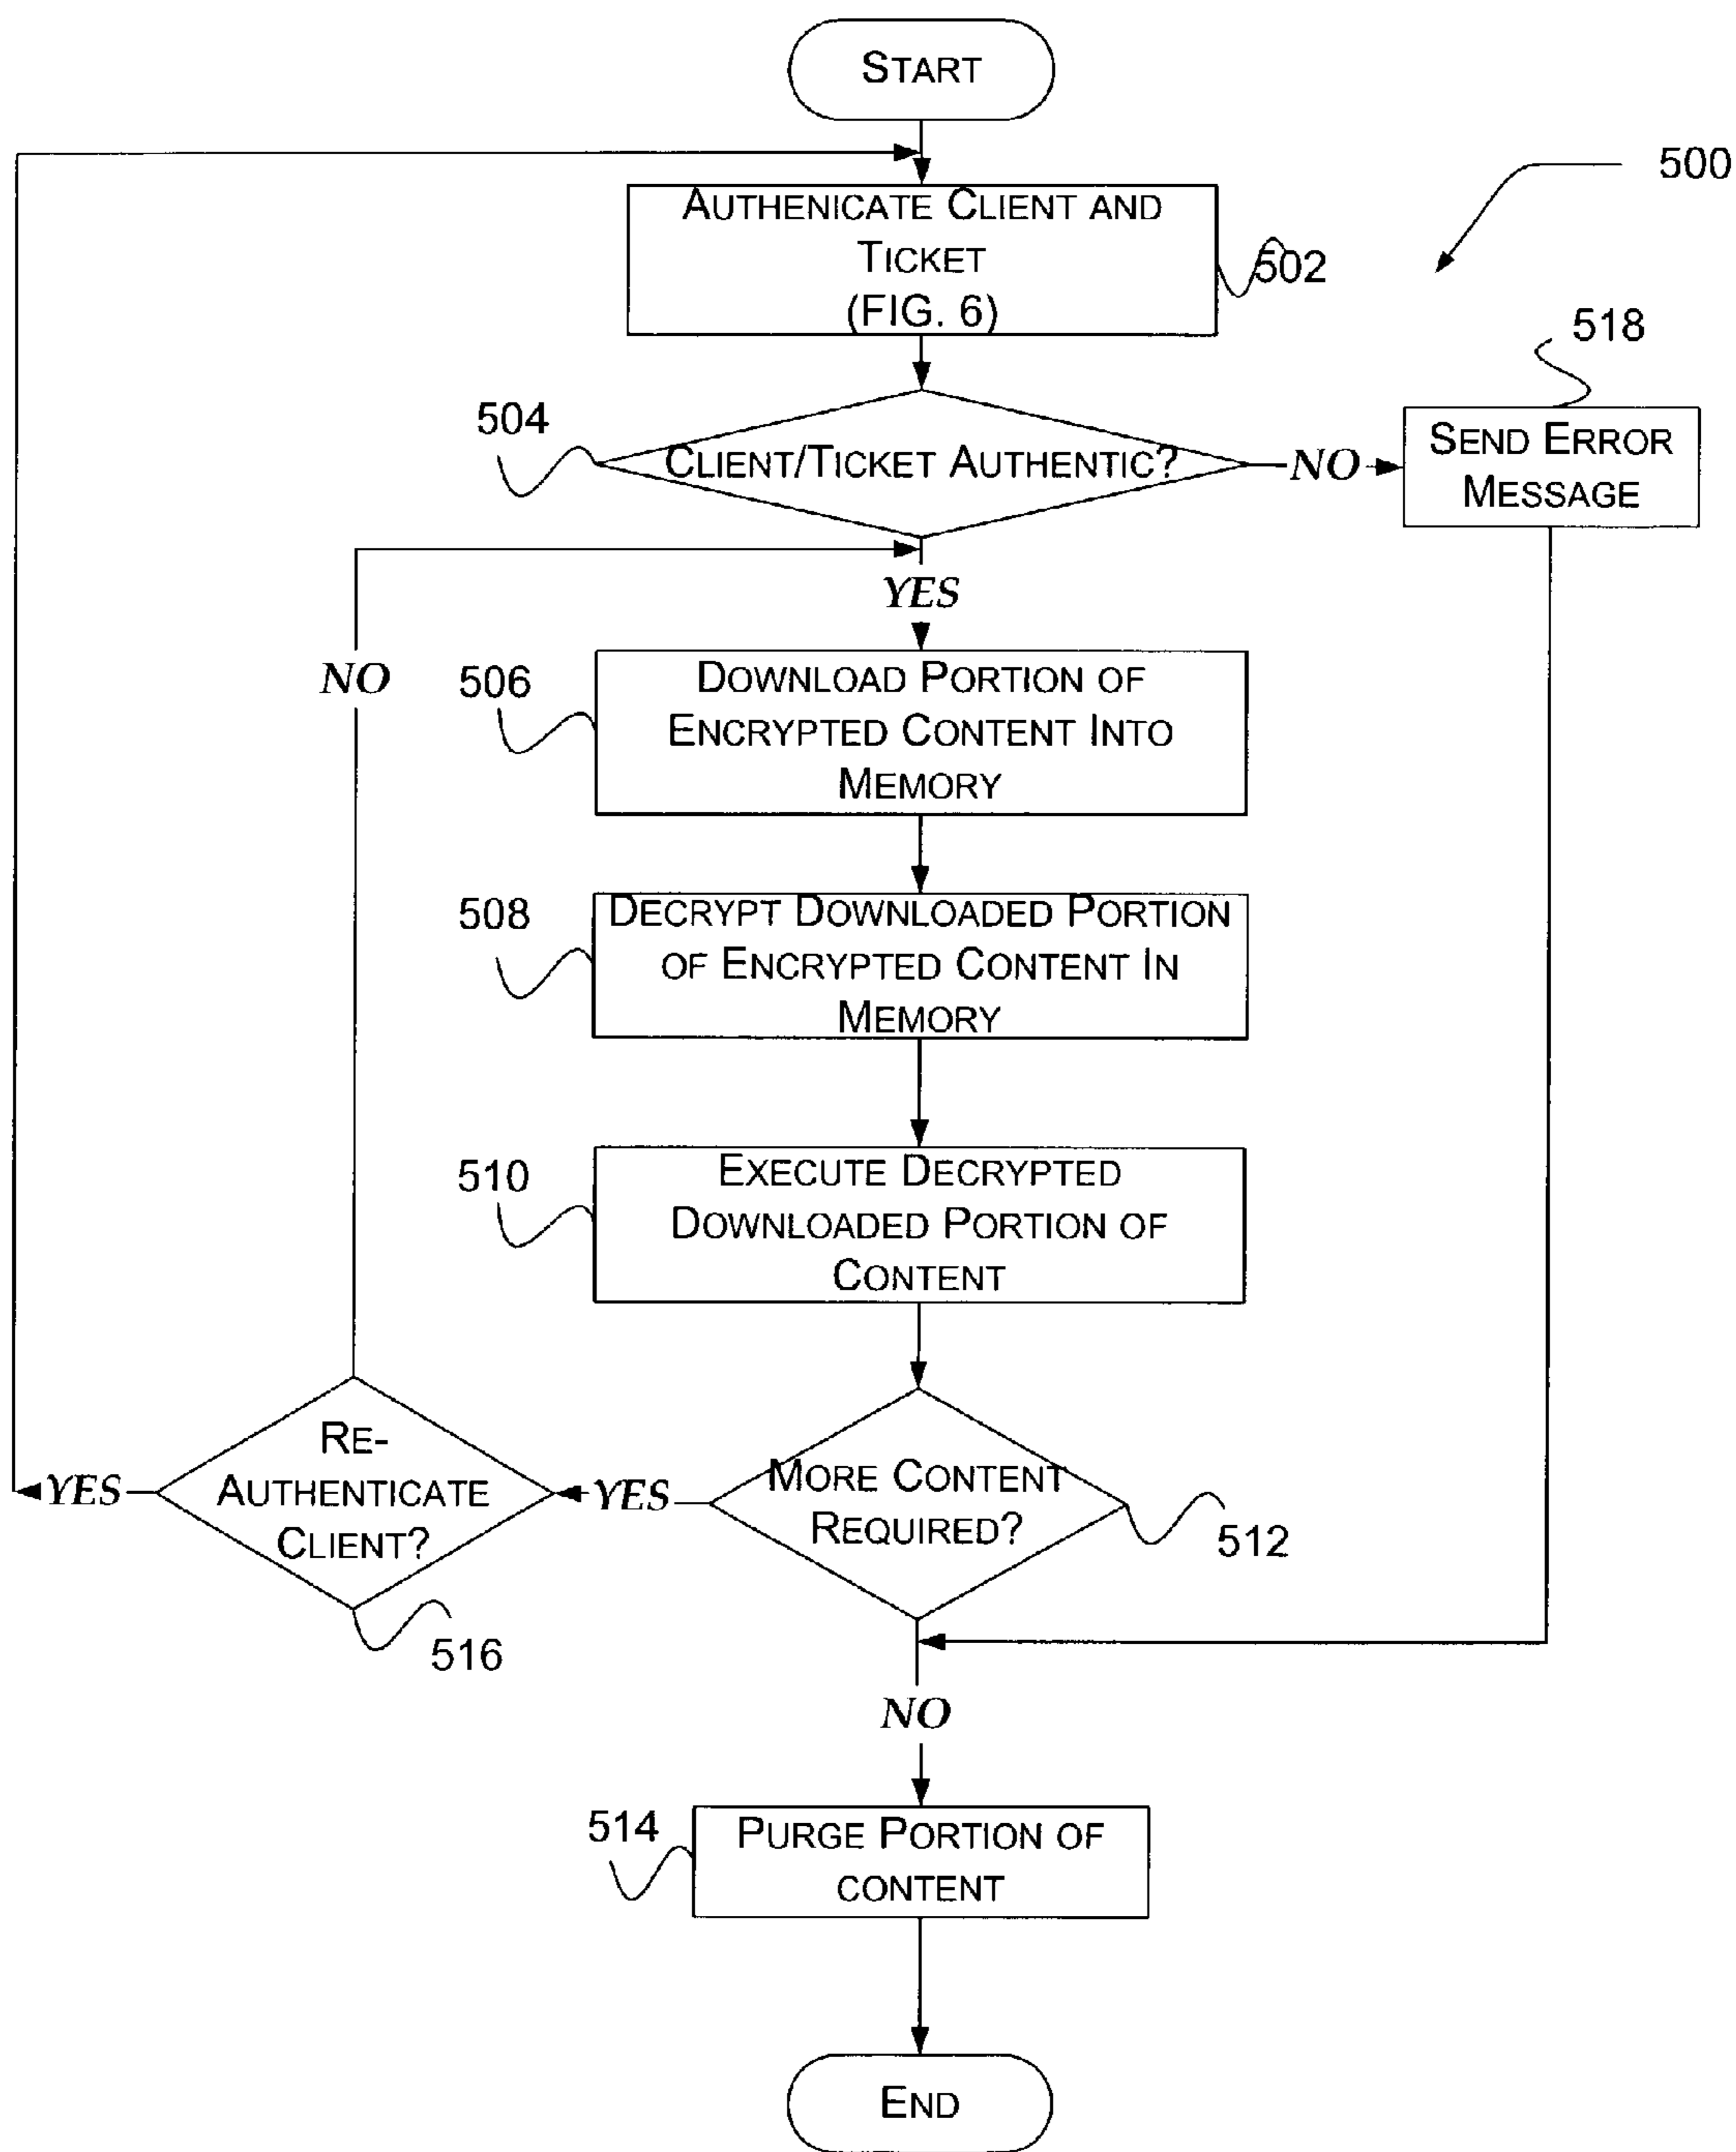 START
500
AUTHENICATE CLIENT AND
TICKET
(FIG. 6)
502
518
504
CLIENT/TICKET AUTHENTIC?
NO
SEND ERROR
MESSAGE
YES
NO
506
DOWNLOAD PORTION OF
ENCRYPTED CONTENT INTO
MEMORY
508
DECRYPT DOWNLOADED PORTION
OF ENCRYPTED CONTENT IN
MEMORY
510
EXECUTE DECRYPTED
DOWNLOADED PORTION OF
CONTENT
YES
RE-
AUTHENTICATE
CLIENT?
YES
MORE CONTENT
REQUIRED?
512
516
NO
514
PURGE PORTION OF
CONTENT
END